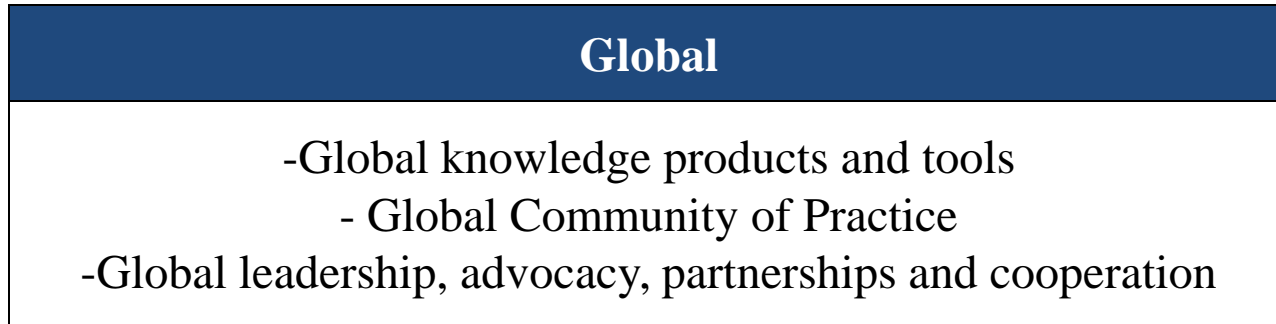 Global
-Global knowledge products and tools
- Global Community of Practice
-Global leadership, advocacy, partnerships and cooperation